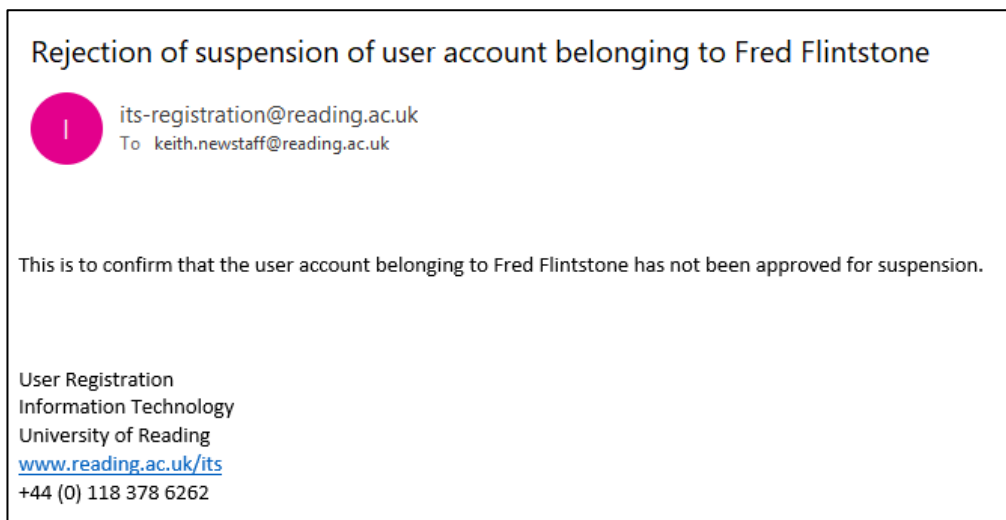 Rejection of suspension of user account belonging to Fred Flintstone
I
its-registration@reading.ac.uk
To keith.newstaff@reading.ac.uk
This is to confirm that the user account belonging to Fred Flintstone has not been approved for suspension.
User Registration
Information Technology
University of Reading
www.reading.ac.uk/its
+44 (0) 118 378 6262